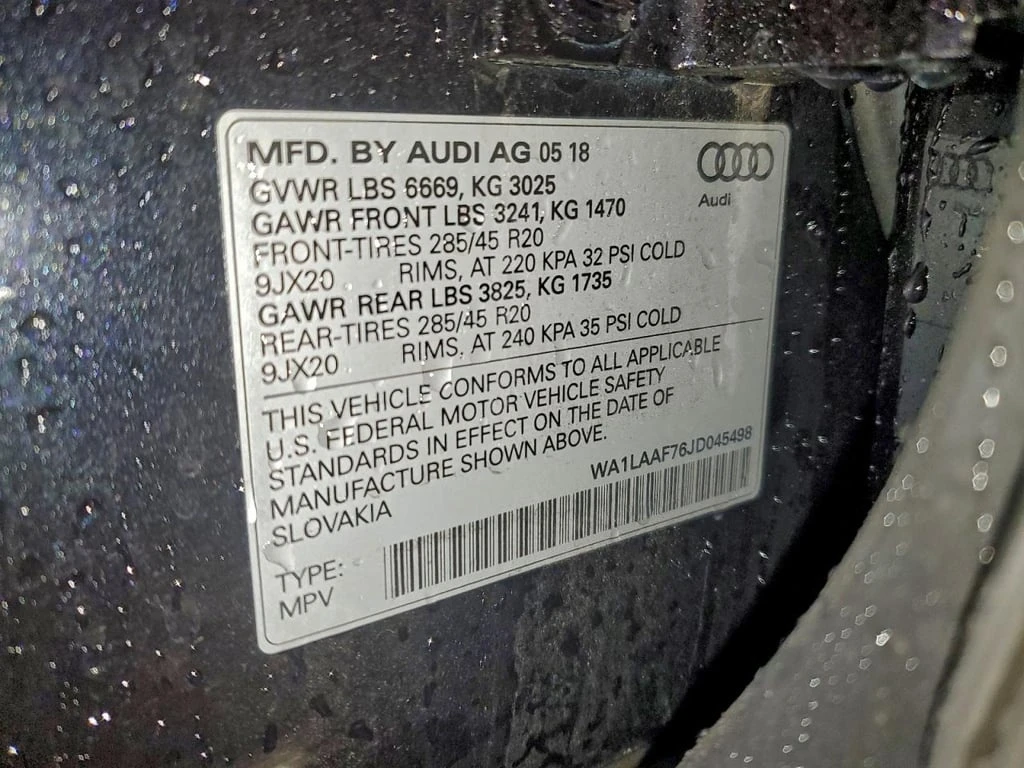 MFD. BY AUDI AG 05 18
GVWR LBS 6669, KG 3025
GAWR FRONT LBS 3241, KG 1470
FRONT-TIRES 285/45 R20
9JX20 RIMS, AT 220 KPA 32 PSI COLD
GAWR REAR LBS 3825, KG 1735
REAR-TIRES 285/45 R20
9JX20 RIMS, AT 240 KPA 35 PSI COLD
Audi
THIS VEHICLE CONFORMS TO ALL APPLICABLE
U.S. FEDERAL MOTOR VEHICLE SAFETY
STANDARDS IN EFFECT ON THE DATE OF
MANUFACTURE SHOWN ABOVE.
SLOVAKIA
WA1LAAF76JD045498
TYPE:
MPV